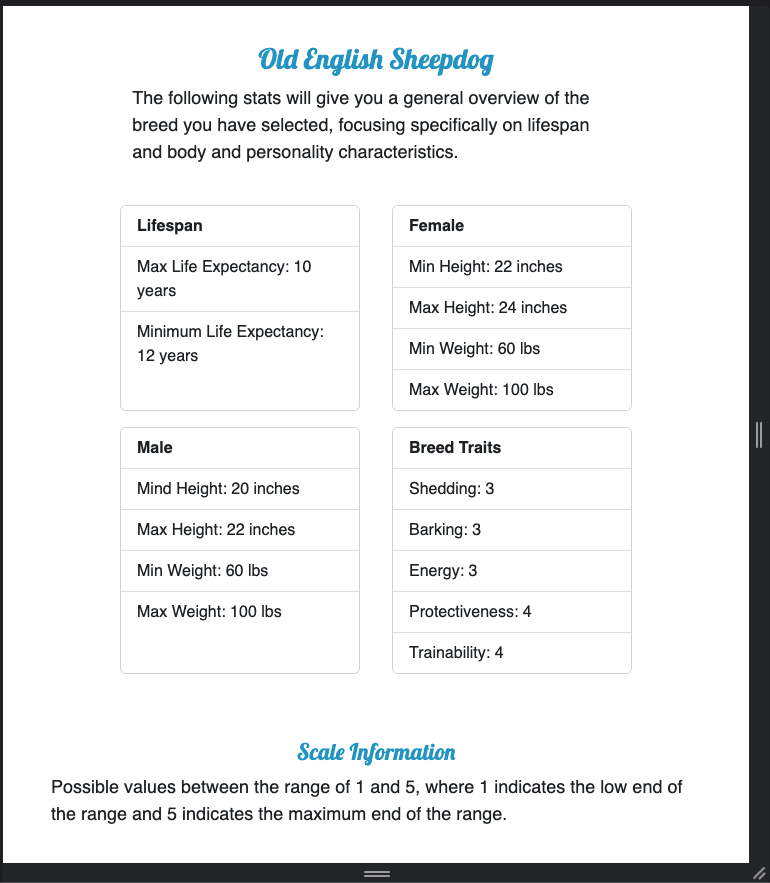 Old English Sheepdog
The following stats will give you a general overview of the
breed you have selected, focusing specifically on lifespan
and body and personality characteristics.
Lifespan
Max Life Expectancy: 10
years
Minimum Life Expectancy:
12 years
Female
Min Height: 22 inches
Max Height: 24 inches
Min Weight: 60 lbs
Max Weight: 100 lbs
Male
Mind Height: 20 inches
Max Height: 22 inches
Min Weight: 60 lbs
Max Weight: 100 lbs
Breed Traits
Shedding: 3
Barking: 3
Energy: 3
Protectiveness: 4
Trainability: 4
Scale Information
Possible values between the range of 1 and 5, where 1 indicates the low end of
the range and 5 indicates the maximum end of the range.